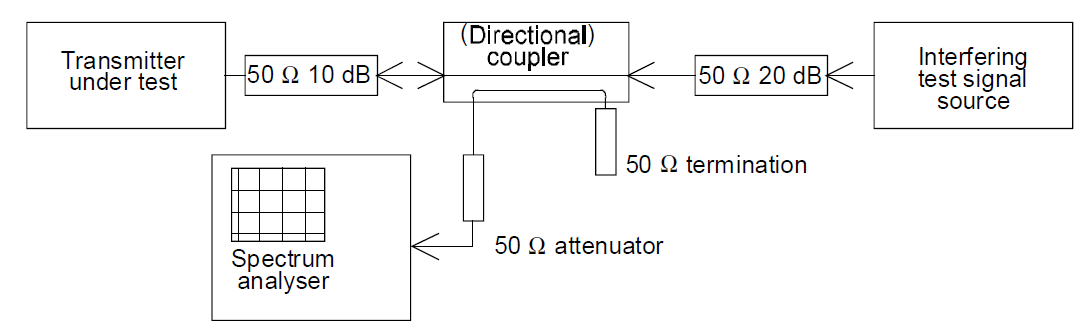 Transmitter
under test
50 Ω 10 dB
(Directional)
coupler
50 Ω 20 dB
Interfering
test signal
source
50 Ω termination
50 Ω attenuator
Spectrum
analyser